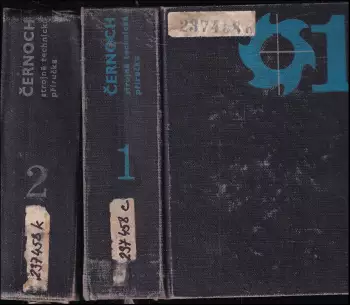 ČERNOCH
strojně technická
příručka
2
237458 k
ČERNOCH
strojně technická
příručka
1
237458 c
237458 c
1